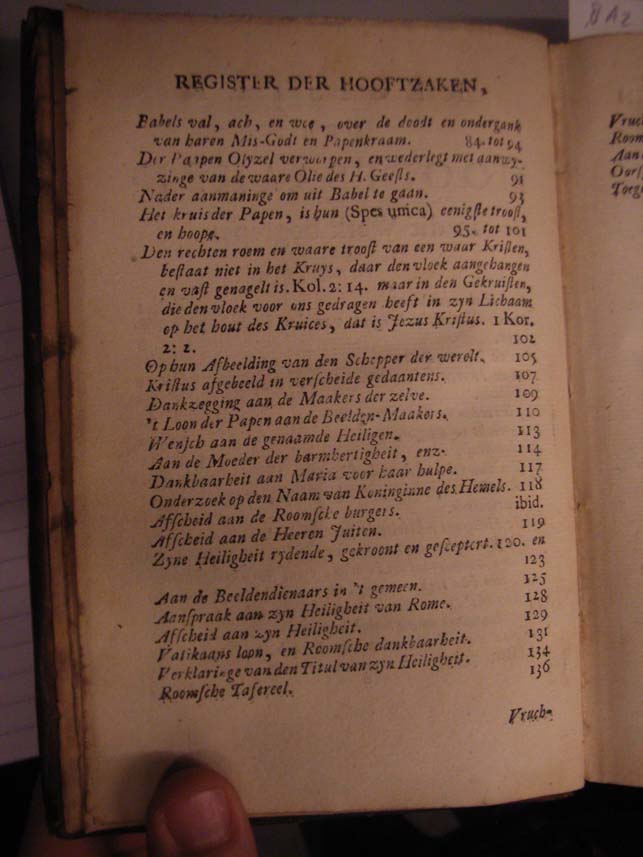 8 A 2
REGISTER DER HOOFTZAKEN,
Babels val, ach, en wee, over de doodt en ondergank
van haren Mis-Godt en Papenkraam. 84. tot 94
Der Paapen Olyzel verworpen, en wederlegt met aanwy-
zinge van de waare Olie des H. Geeſts. 91
Nader aanmaninge om uit Babel te gaan. 93
Het kruis der Papen, is hun (Spes unica) eenigſte trooſt,
en hoope. 95. tot 101
Den rechten roem en waare trooſt van een waar Kriſten,
beſtaat niet in het Kruys, daar den vloek aangehangen
en vaſt genagelt is. Kol. 2: 14. maar in den Gekruiſten,
die den vloek voor ons gedragen heeft in zyn Lichaam
op het hout des Kruices, dat is Jezus Kriſtus. 1 Kor.
2: 2. 102
Op hun Afbeelding van den Schepper der werelt. 105
Kriſtus afgebeeld in verſcheide gedaantens. 107
Dankzegging aan de Maakers der zelve. 109
't Loon der Papen aan de Beelden-Maakers. 110
Wenſch aan de genaamde Heiligen. 113
Aan de Moeder der barmhertigheit, enz. 114
Dankbaarheit aan Maria voor haar hulpe. 117
Onderzoek op den Naam van Koninginne des Hemels. 118
Afſcheid aan de Roomſche burgers. ibid.
Afſcheid aan de Heeren Juiten. 119
Zyne Heiligheit rydende, gekroont en geſceptert. 120. en
123
Aan de Beeldendienaars in 't gemeen. 125
Aanſpraak aan zyn Heiligheit van Rome. 128
Afſcheid aan zyn Heiligheit. 129
Vatikaans loon, en Roomſche dankbaarheit. 131
Verklaringe van den Titul van zyn Heiligheit. 134
Roomſche Tafereel. 136
Vruch-
Vruch
Room
Aan
Oorſ
Toeg